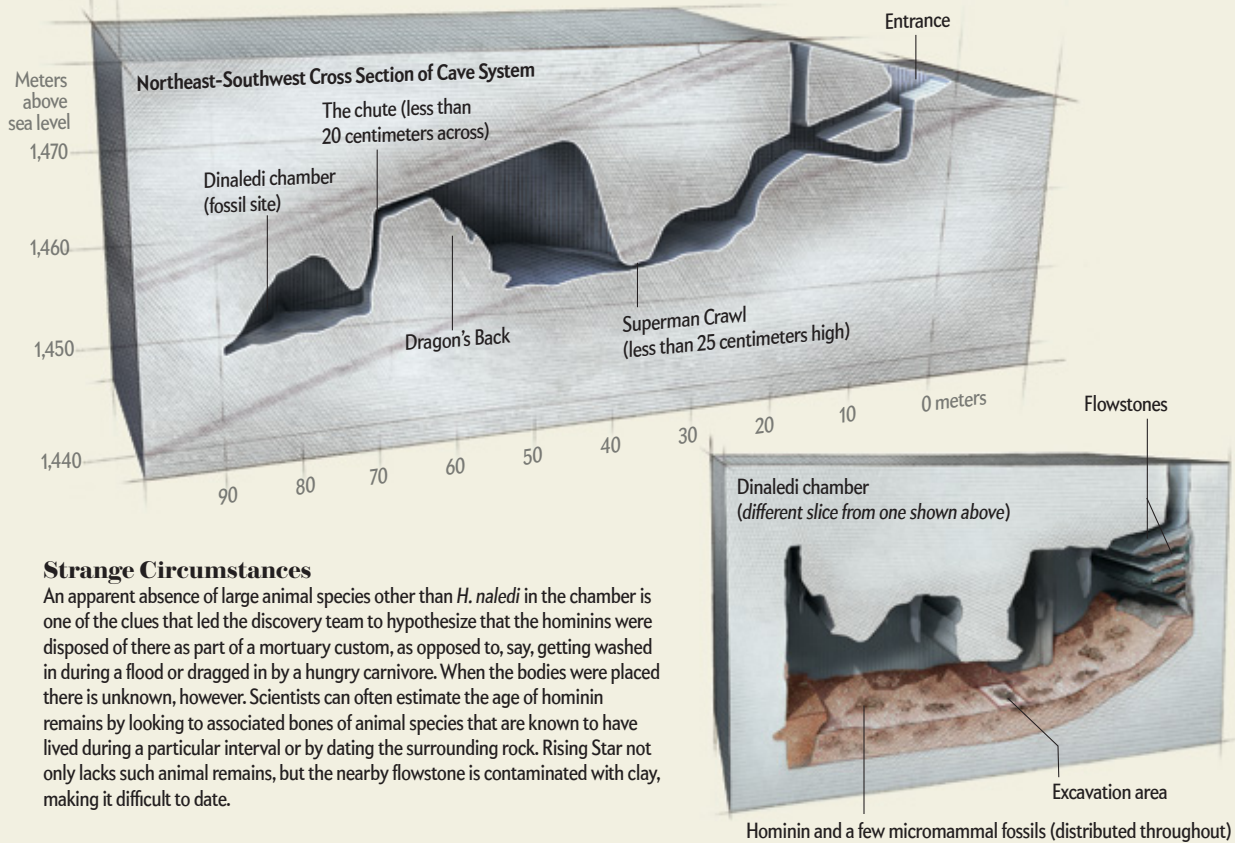 Entrance
Meters
above
sea level
Northeast-Southwest Cross Section of Cave System
The chute (less than
20 centimeters across)
1,470
Dinaledi chamber
(fossil site)
1,460
Superman Crawl
(less than 25 centimeters high)
Dragon's Back
1,450
0 meters
10
20
30
40
50
60
70
80
90
1,440
Flowstones
Dinaledi chamber
(different slice from one shown above)
Strange Circumstances
An apparent absence of large animal species other than H. naledi in the chamber is
one of the clues that led the discovery team to hypothesize that the hominins were
disposed of there as part of a mortuary custom, as opposed to, say, getting washed
in during a flood or dragged in by a hungry carnivore. When the bodies were placed
there is unknown, however. Scientists can often estimate the age of hominin
remains by looking to associated bones of animal species that are known to have
lived during a particular interval or by dating the surrounding rock. Rising Star not
only lacks such animal remains, but the nearby flowstone is contaminated with clay,
making it difficult to date.
Excavation area
Hominin and a few micromammal fossils (distributed throughout)